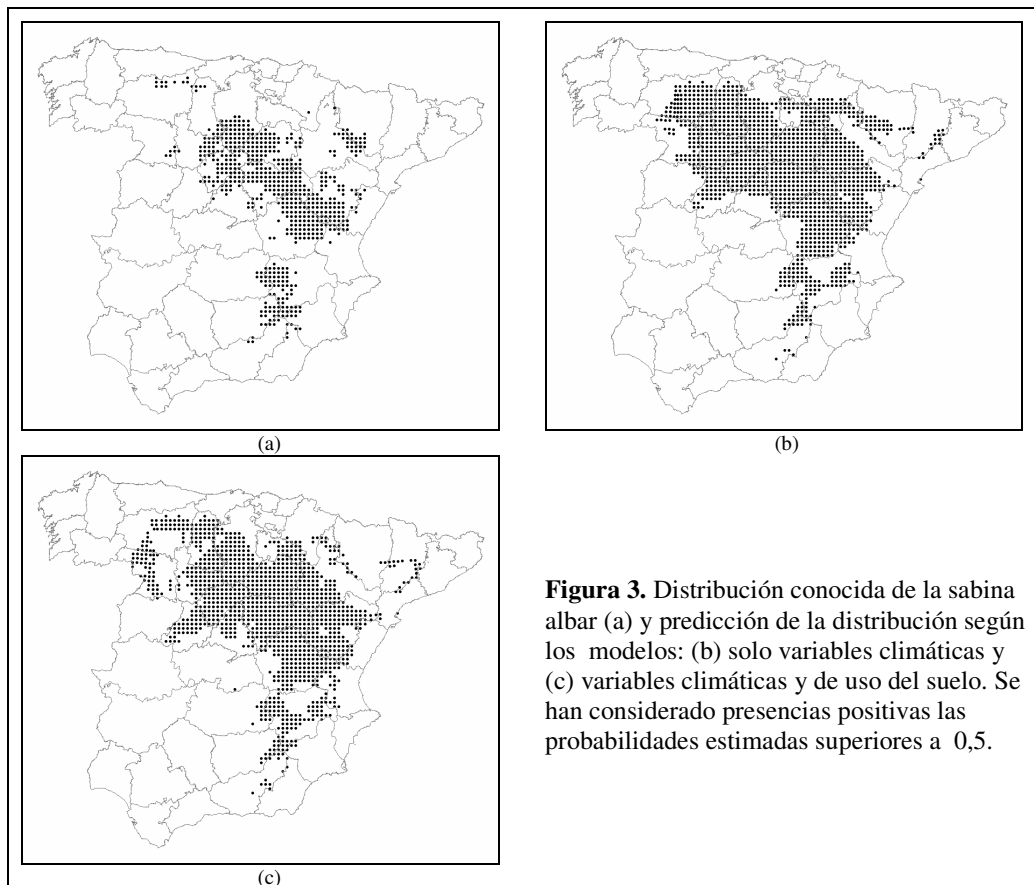 (a)
(b)
(c)
Figura 3. Distribución conocida de la sabina
albar (a) y predicción de la distribución según
los modelos: (b) solo variables climáticas y
(c) variables climáticas y de uso del suelo. Se
han considerado presencias positivas las
probabilidades estimadas superiores a 0,5.